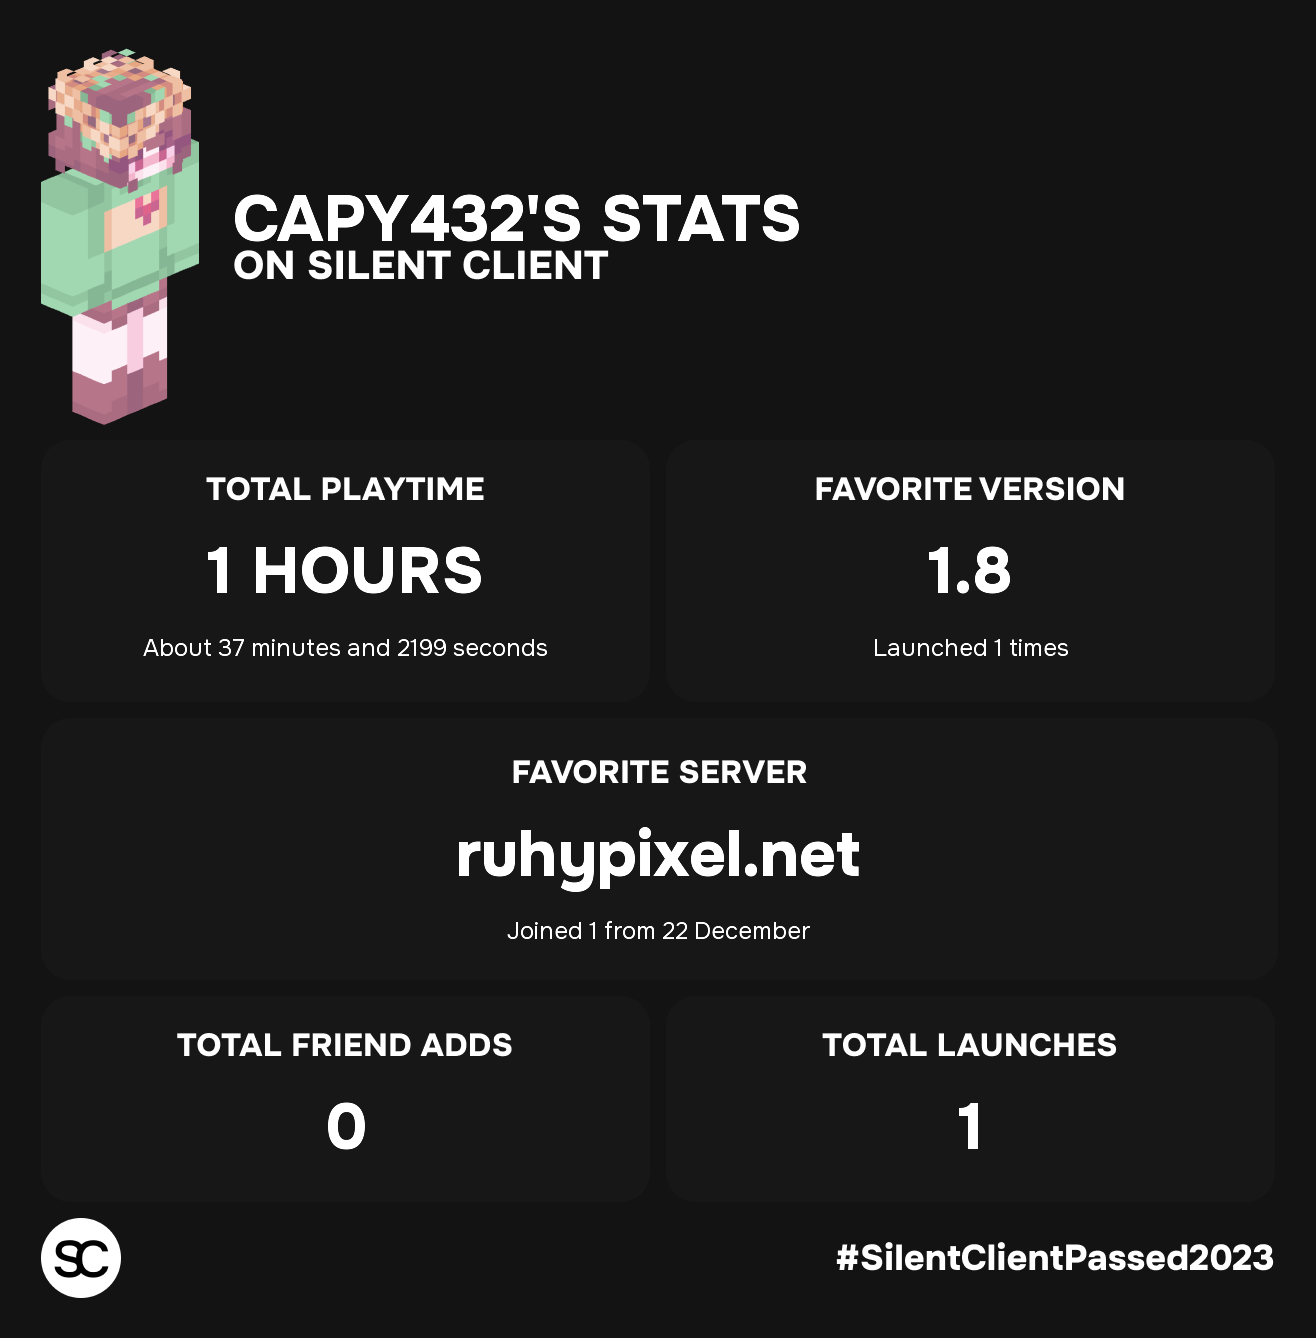 CAPY432'S STATS
ON SILENT CLIENT
TOTAL PLAYTIME
1 HOURS
About 37 minutes and 2199 seconds
FAVORITE VERSION
1.8
Launched 1 times
FAVORITE SERVER
ruhypixel.net
Joined 1 from 22 December
TOTAL FRIEND ADDS
0
TOTAL LAUNCHES
1
SC
#SilentClientPassed2023